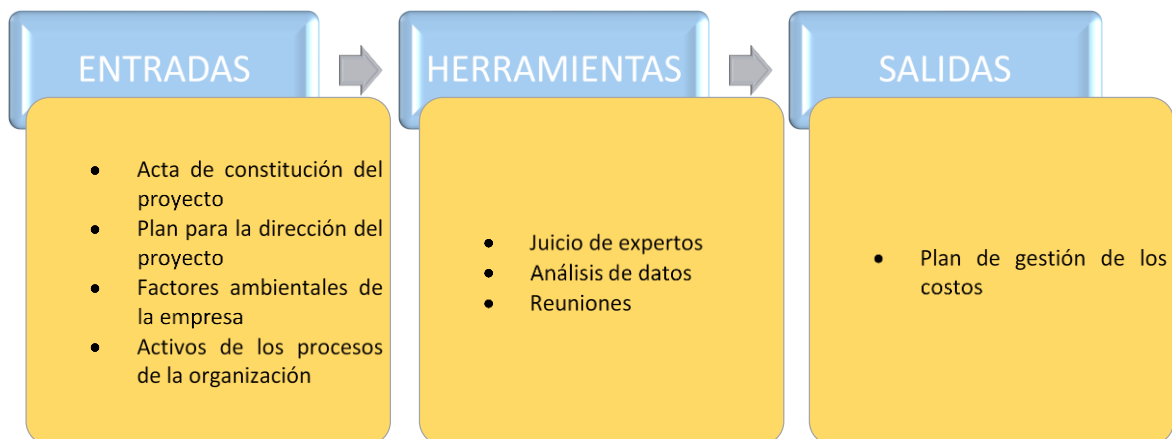 ENTRADAS
HERRAMIENTAS
SALIDAS
• Acta de constitución del
proyecto
• Plan para la dirección del
proyecto
• Factores ambientales de
la empresa
• Activos de los procesos
de la organización
• Juicio de expertos
• Análisis de datos
• Reuniones
• Plan de gestión de los
costos